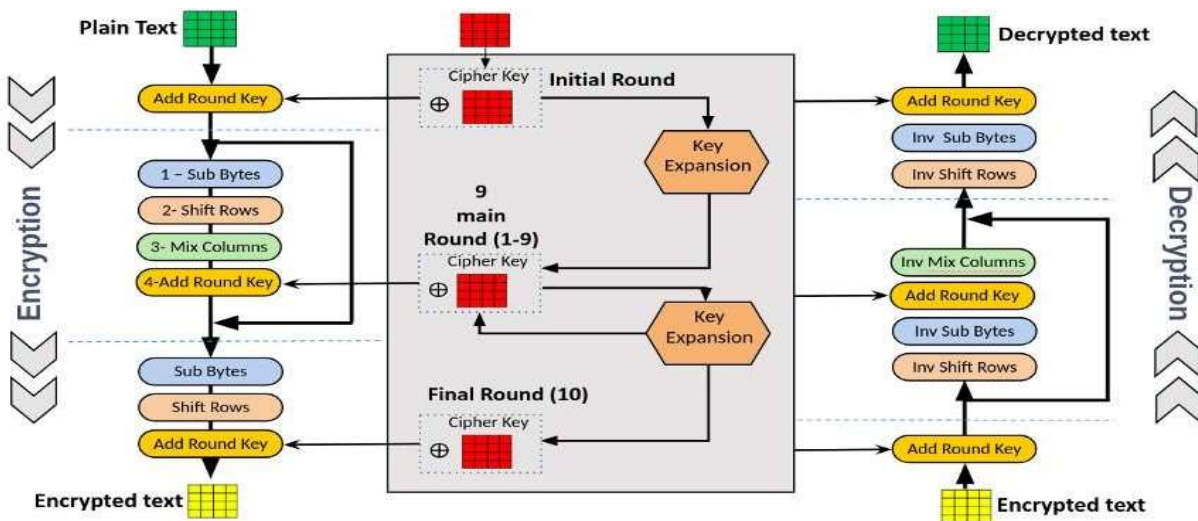 Plain Text
Add Round Key
1 – Sub Bytes
2- Shift Rows
3- Mix Columns
4-Add Round Key
Sub Bytes
Shift Rows
Add Round Key
Encrypted text
Encryption
Cipher Key
Initial Round
Key
Expansion
9
main
Round (1-9)
Cipher Key
Key
Expansion
Final Round (10)
Cipher Key
Decrypted text
Add Round Key
Inv Sub Bytes
Inv Shift Rows
Inv Mix Columns
Add Round Key
Inv Sub Bytes
Inv Shift Rows
Add Round Key
Encrypted text
Decryption